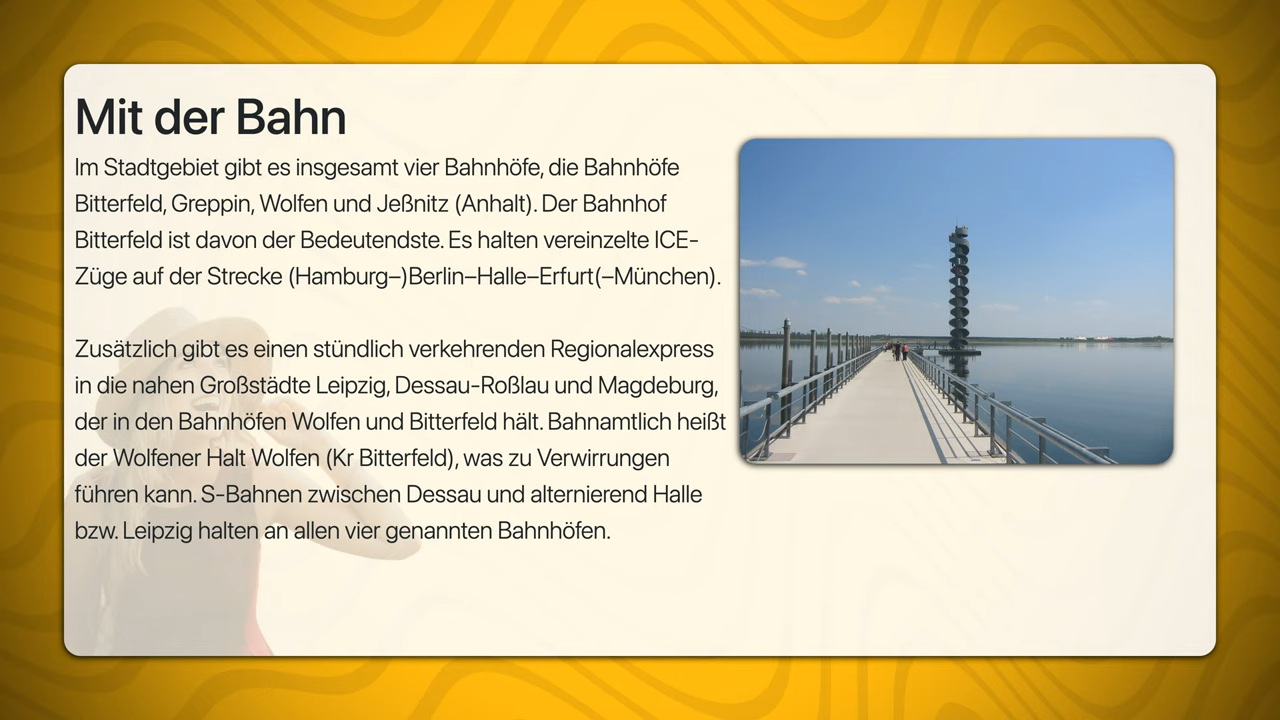 Mit der Bahn
Im Stadtgebiet gibt es insgesamt vier Bahnhöfe, die Bahnhöfe
Bitterfeld, Greppin, Wolfen und Jeßnitz (Anhalt). Der Bahnhof
Bitterfeld ist davon der Bedeutendste. Es halten vereinzelte ICE-
Züge auf der Strecke (Hamburg–)Berlin–Halle–Erfurt(–München).
Zusätzlich gibt es einen stündlich verkehrenden Regionalexpress
in die nahen Großstädte Leipzig, Dessau-Roßlau und Magdeburg,
der in den Bahnhöfen Wolfen und Bitterfeld hält. Bahnamtlich heißt
der Wolfener Halt Wolfen (Kr Bitterfeld), was zu Verwirrungen
führen kann. S-Bahnen zwischen Dessau und alternierend Halle
bzw. Leipzig halten an allen vier genannten Bahnhöfen.